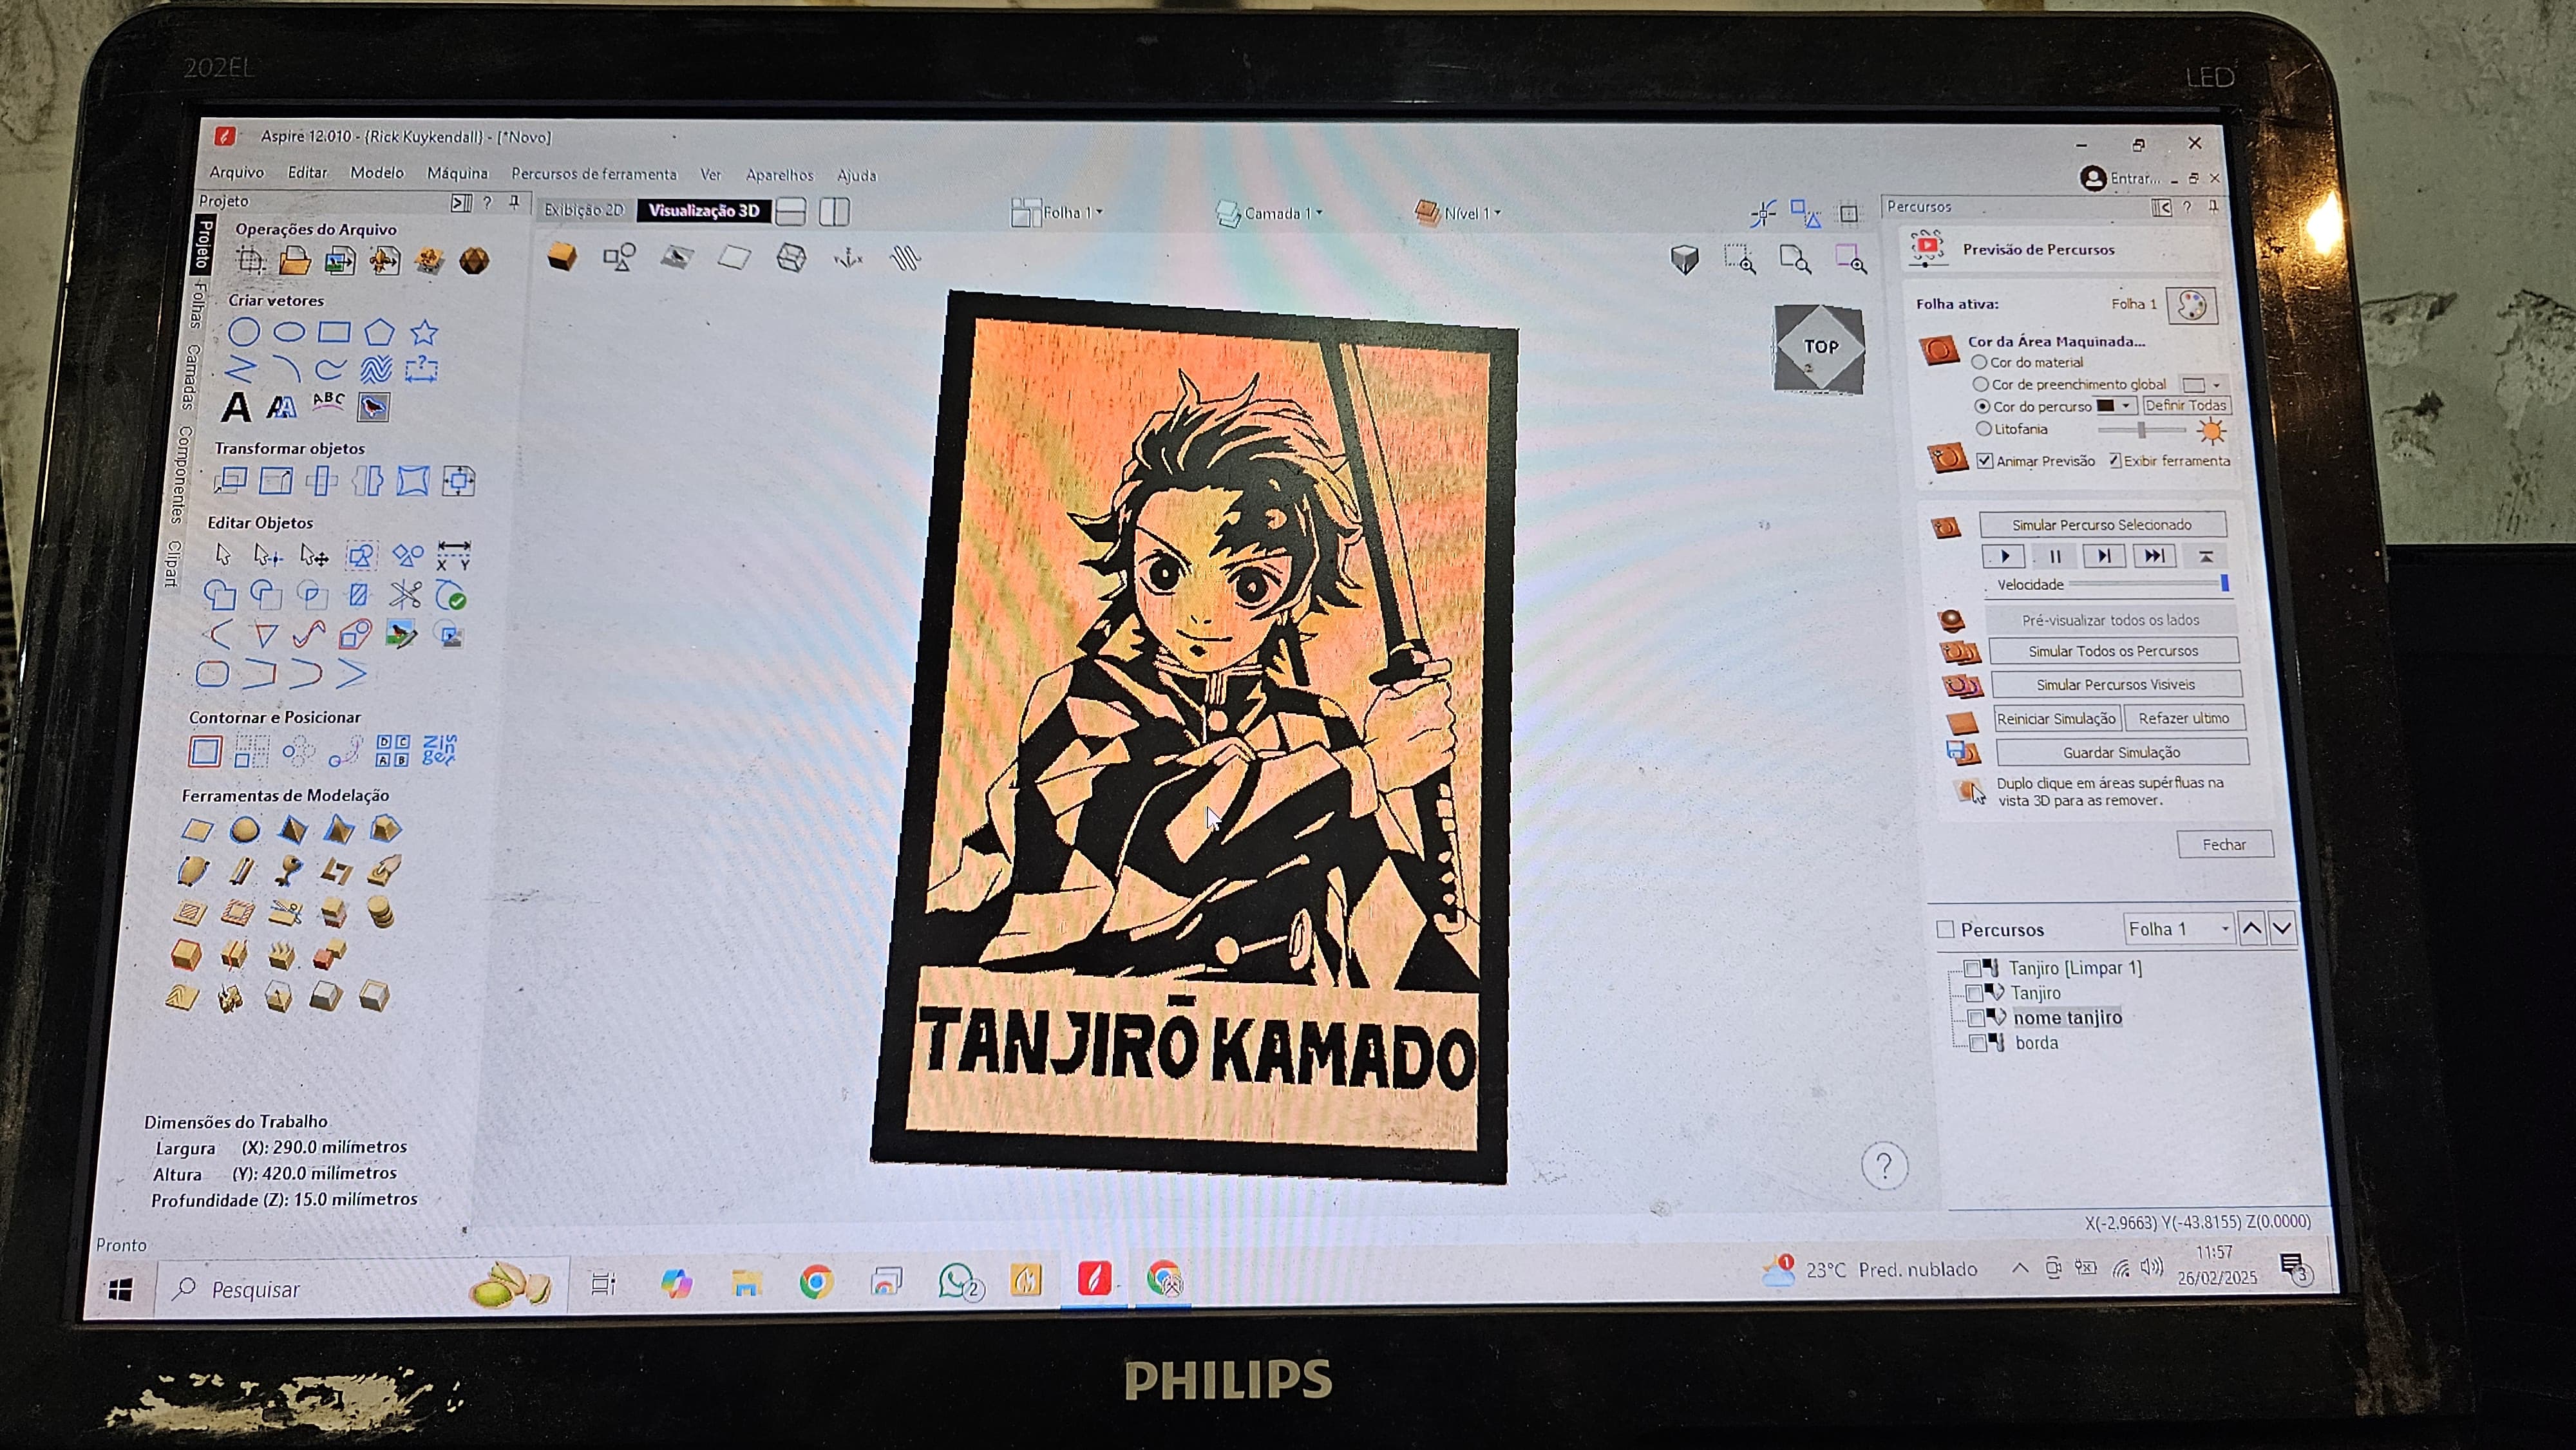 202EL
LED
Aspire 12.010 - {Rick Kuykendall} - [*Novo]
Arquivo Editar Modelo Máquina Percursos de ferramenta Ver Aparelhos Ajuda
Entrar...
Projeto
Exibição 2D
Visualização 3D
Folha 1
Camada 1
Nível 1
Percursos
Projeto
Folhas
Camadas
Componentes
Clipart
Operações do Arquivo
Criar vetores
A
ABC
Transformar objetos
Editar Objetos
X Y
Contornar e Posicionar
D C
A B
Ferramentas de Modelação
Dimensões do Trabalho
Largura (X): 290.0 milímetros
Altura (Y): 420.0 milímetros
Profundidade (Z): 15.0 milímetros
Pronto
TOP
TANJIRŌ KAMADO
Previsão de Percursos
Folha ativa: Folha 1
Cor da Área Maquinada...
Cor do material
Cor de preenchimento global
Cor do percurso
Definir Todas
Litofania
Animar Previsão
Exibir ferramenta
Simular Percurso Selecionado
Velocidade
Pré-visualizar todos os lados
Simular Todos os Percursos
Simular Percursos Visiveis
Reiniciar Simulação
Refazer ultimo
Guardar Simulação
Duplo clique em áreas supérfluas na
vista 3D para as remover.
Fechar
Percursos
Folha 1
Tanjiro [Limpar 1]
Tanjiro
nome tanjiro
borda
X(-2.9663) Y(-43.8155) Z(0.0000)
Pesquisar
2
1
23°C Pred. nublado
11:57
26/02/2025
3
PHILIPS